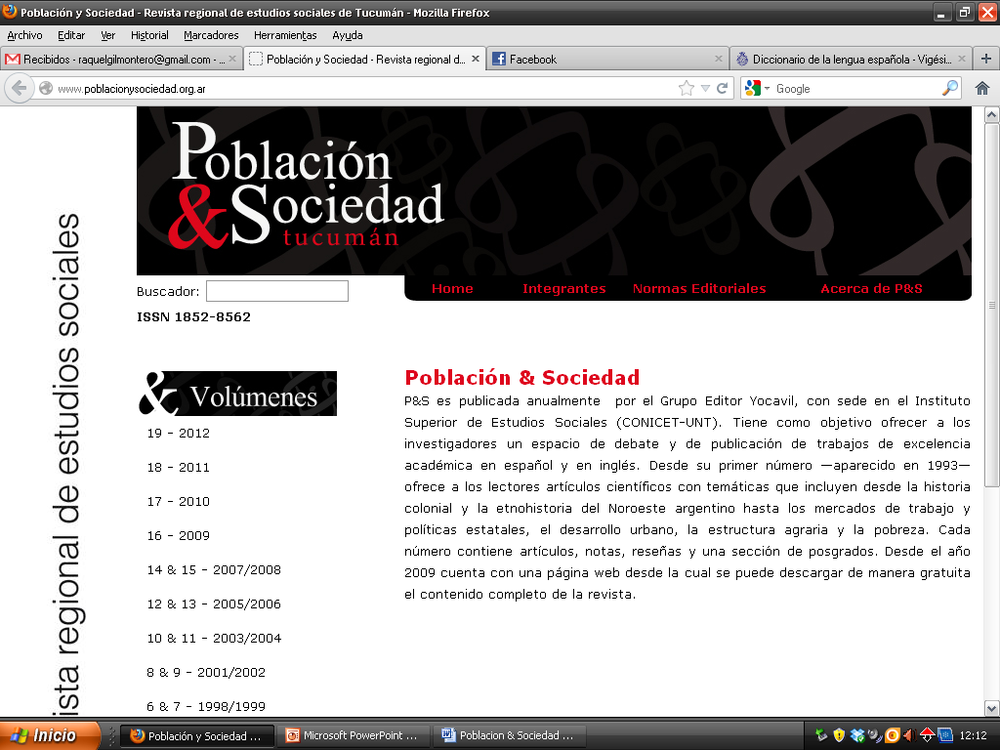 Población y Sociedad - Revista regional de estudios sociales de Tucumán - Mozilla Firefox
Archivo Editar Ver Historial Marcadores Herramientas Ayuda
Recibidos - raquelgilmontero@gmail.com - ...
Población y Sociedad - Revista regional d...
Facebook
Diccionario de la lengua española - Vigési...
www.poblacionysociedad.org.ar
Google
Población
&Sociedad
tucumán
ista regional de estudios sociales
Buscador:
Home Integrantes Normas Editoriales Acerca de P&S
ISSN 1852-8562
& Volúmenes
19 - 2012
18 - 2011
17 - 2010
16 - 2009
14 & 15 - 2007/2008
12 & 13 - 2005/2006
10 & 11 - 2003/2004
8 & 9 - 2001/2002
6 & 7 - 1998/1999
Población & Sociedad
P&S es publicada anualmente por el Grupo Editor Yocavil, con sede en el Instituto
Superior de Estudios Sociales (CONICET-UNT). Tiene como objetivo ofrecer a los
investigadores un espacio de debate y de publicación de trabajos de excelencia
académica en español y en inglés. Desde su primer número —aparecido en 1993—
ofrece a los lectores artículos científicos con temáticas que incluyen desde la historia
colonial y la etnohistoria del Noroeste argentino hasta los mercados de trabajo y
políticas estatales, el desarrollo urbano, la estructura agraria y la pobreza. Cada
número contiene artículos, notas, reseñas y una sección de posgrados. Desde el año
2009 cuenta con una página web desde la cual se puede descargar de manera gratuita
el contenido completo de la revista.
Inicio
Población y Sociedad ...
Microsoft PowerPoint ...
Poblacion & Sociedad ...
12:12